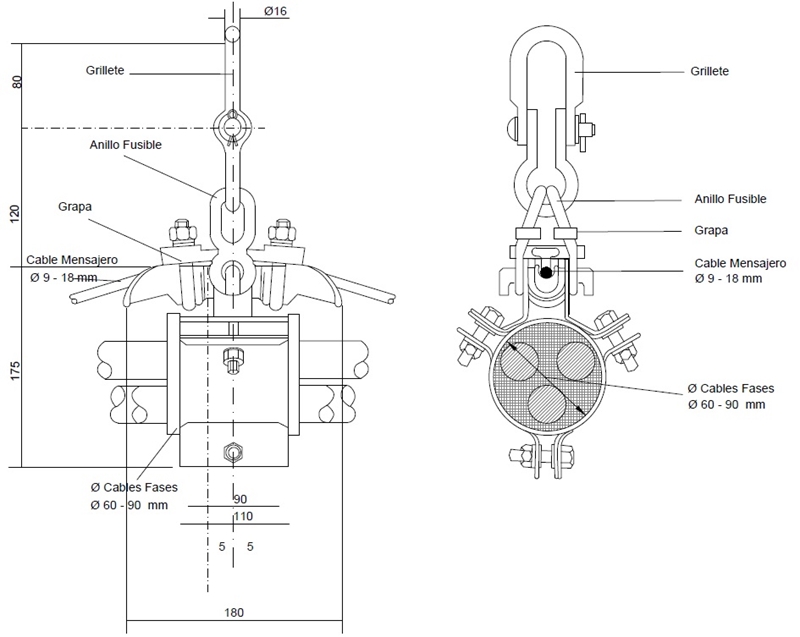 Ø16
Grillete
80
Anillo Fusible
120
Grapa
Cable Mensajero
Ø 9 - 18 mm
175
Ø Cables Fases
Ø 60 - 90 mm
90
110
5 5
180
Grillete
Anillo Fusible
Grapa
Cable Mensajero
Ø 9 - 18 mm
Ø Cables Fases
Ø 60 - 90 mm